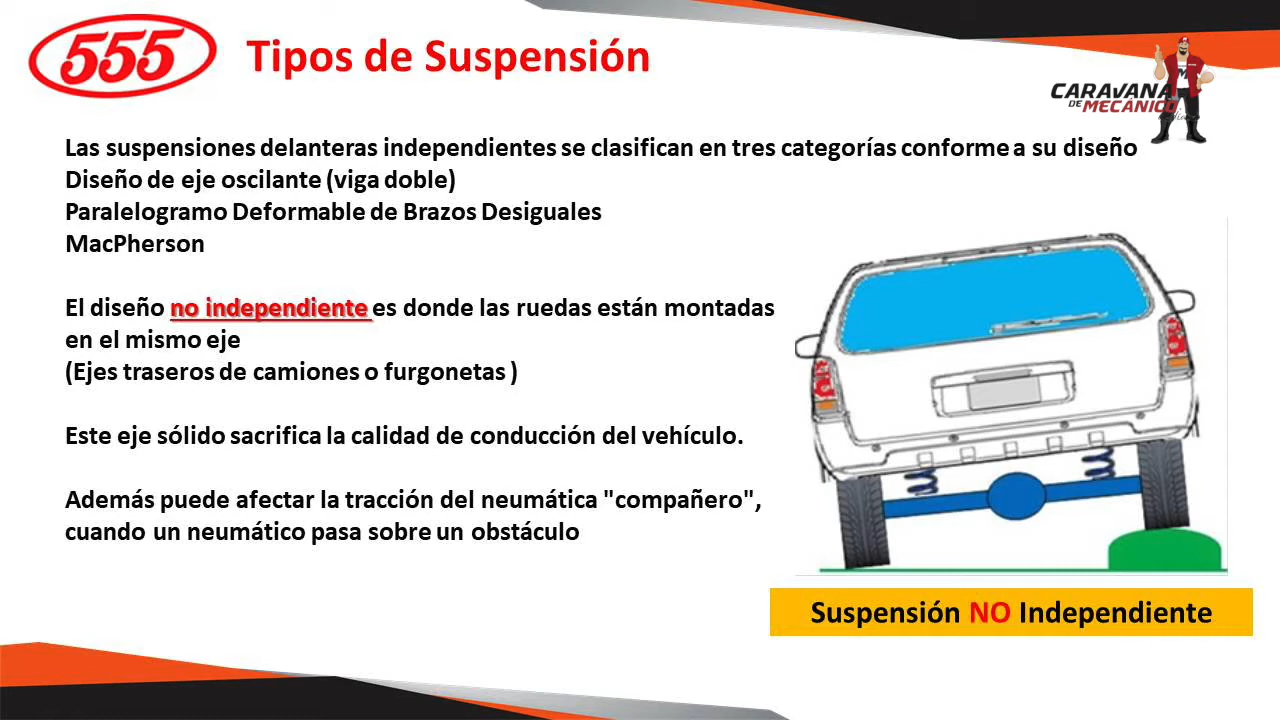 555
Tipos de Suspensión
CARAVANA
DE MECÁNICO
Las suspensiones delanteras independientes se clasifican en tres categorías conforme a su diseño
Diseño de eje oscilante (viga doble)
Paralelogramo Deformable de Brazos Desiguales
MacPherson
El diseño no independiente es donde las ruedas están montadas
en el mismo eje
(Ejes traseros de camiones o furgonetas )
Este eje sólido sacrifica la calidad de conducción del vehículo.
Además puede afectar la tracción del neumática "compañero",
cuando un neumático pasa sobre un obstáculo
Suspensión NO Independiente